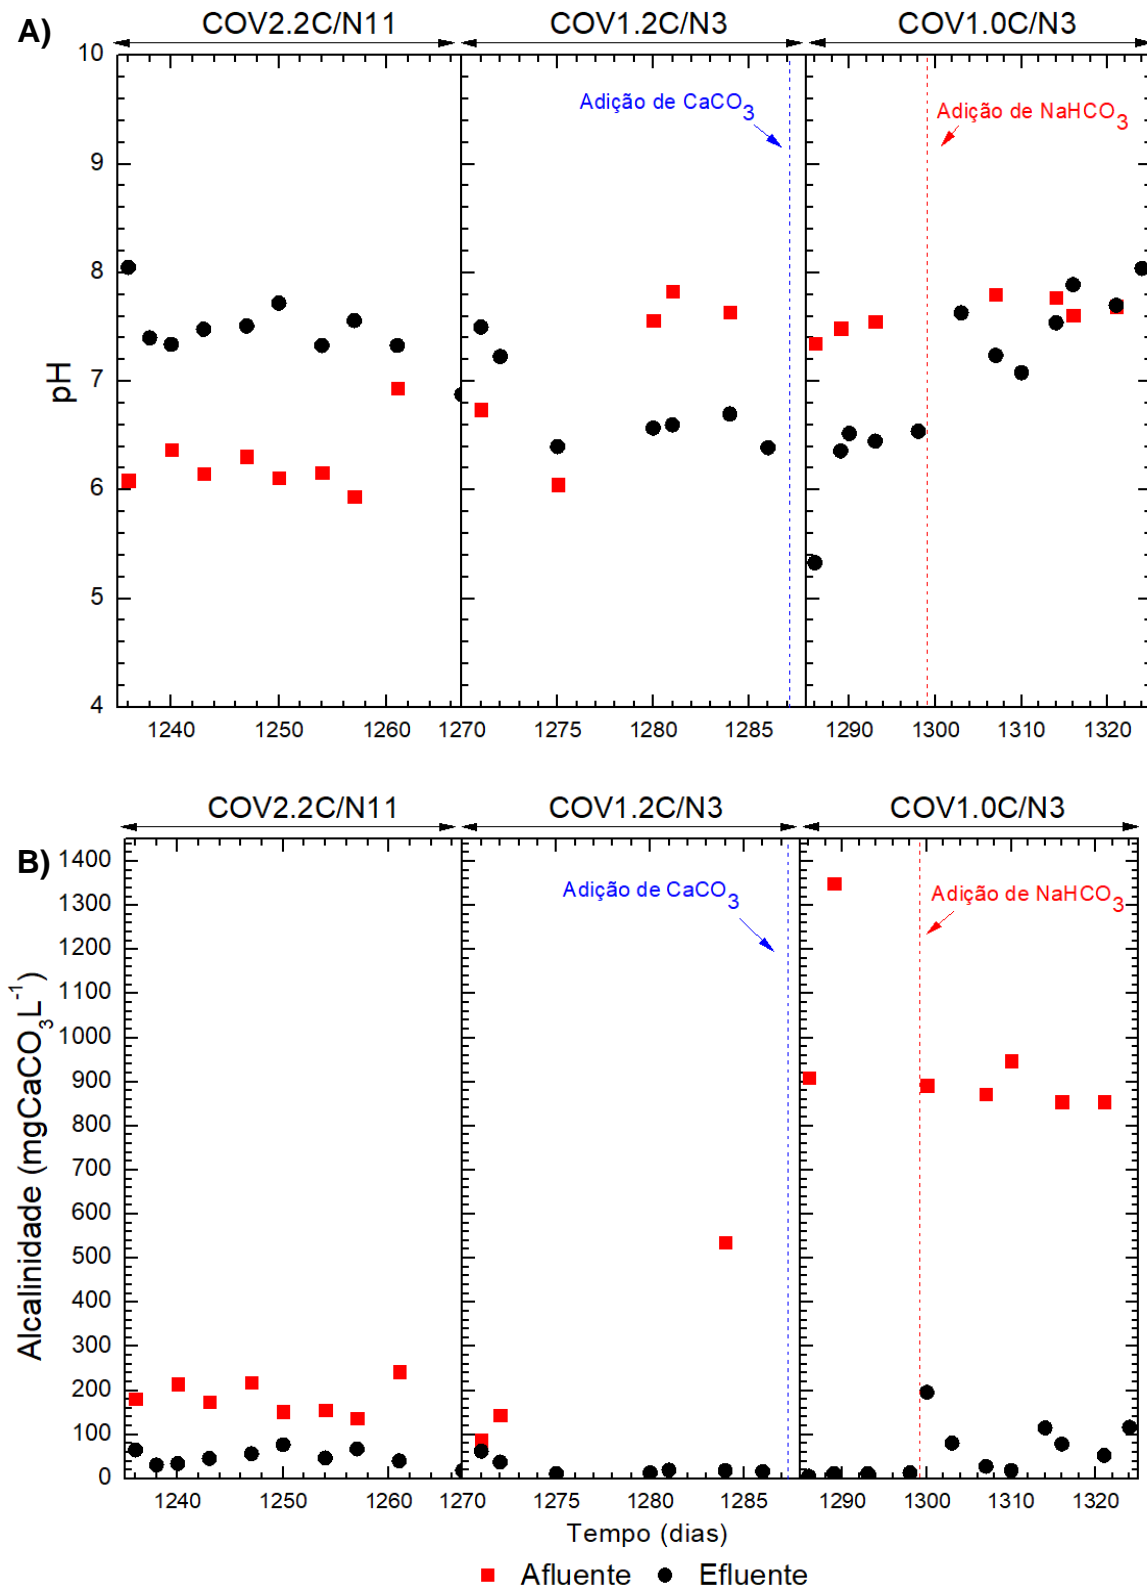 A)
COV2.2C/N11 COV1.2C/N3 COV1.0C/N3
10
9
8
7
6
5
4
pH
Adição de CaCO3
Adição de NaHCO3
1240 1250 1260 1270 1275 1280 1285 1290 1300 1310 1320
COV2.2C/N11 COV1.2C/N3 COV1.0C/N3
B)
1400
1300
1200
1100
1000
900
800
700
600
500
400
300
200
100
0
Alcalinidade (mgCaCO3L-1)
Adição de CaCO3
Adição de NaHCO3
1240 1250 1260 1270 1275 1280 1285 1290 1300 1310 1320
Tempo (dias)
Afluente Efluente